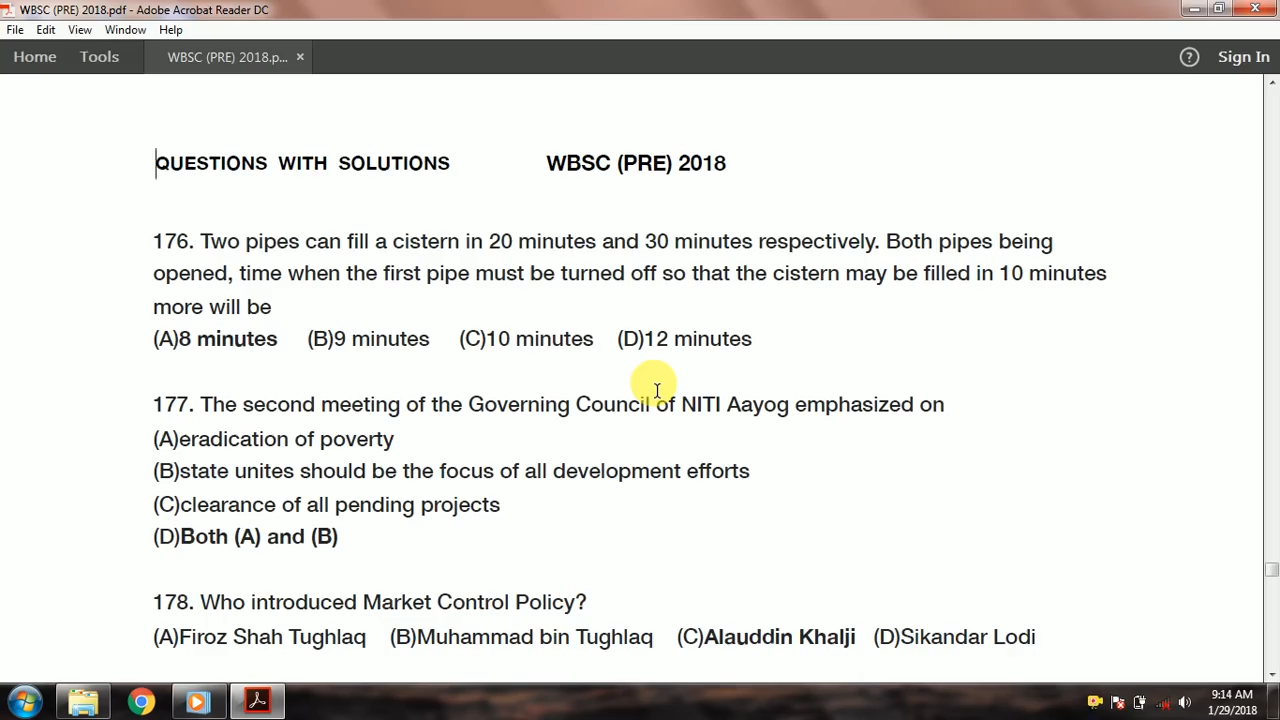 WBSC (PRE) 2018.pdf - Adobe Acrobat Reader DC
File Edit View Window Help
Home Tools WBSC (PRE) 2018.p... × ? Sign In
QUESTIONS WITH SOLUTIONS WBSC (PRE) 2018
176. Two pipes can fill a cistern in 20 minutes and 30 minutes respectively. Both pipes being
opened, time when the first pipe must be turned off so that the cistern may be filled in 10 minutes
more will be
(A)8 minutes (B)9 minutes (C)10 minutes (D)12 minutes
177. The second meeting of the Governing Council of NITI Aayog emphasized on
(A)eradication of poverty
(B)state unites should be the focus of all development efforts
(C)clearance of all pending projects
(D)Both (A) and (B)
178. Who introduced Market Control Policy?
(A)Firoz Shah Tughlaq (B)Muhammad bin Tughlaq (C)Alauddin Khalji (D)Sikandar Lodi
9:14 AM
1/29/2018